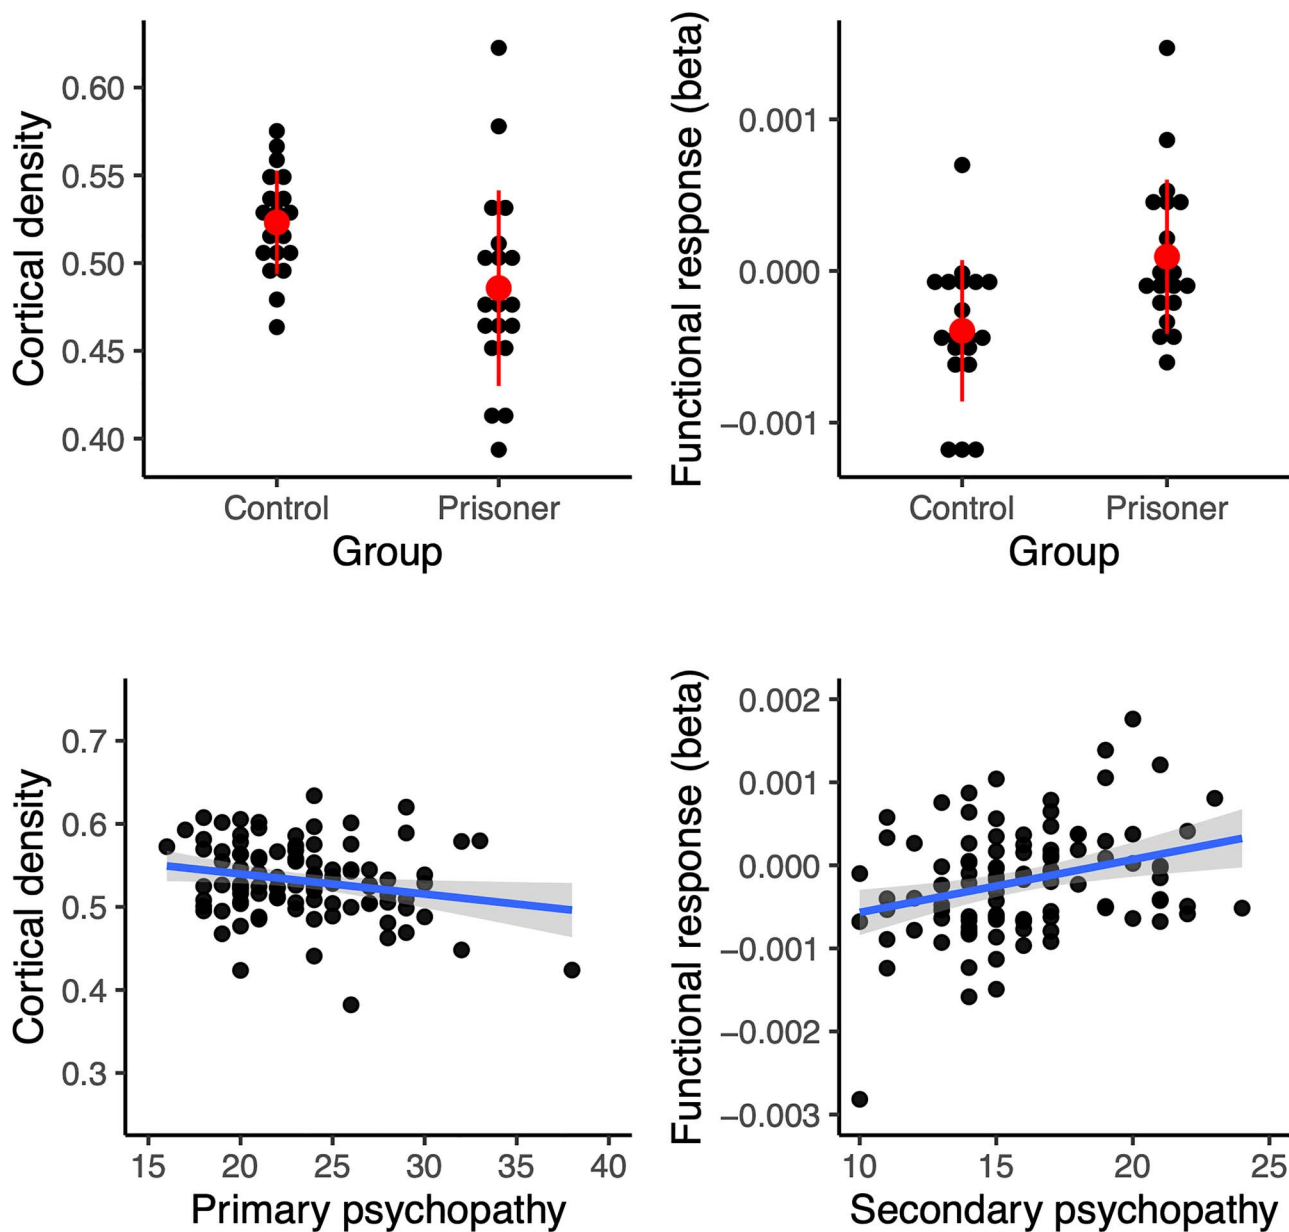 Cortical density
0.60
0.55
0.50
0.45
0.40
Control
Prisoner
Group
Functional response (beta)
0.001
0.000
−0.001
Control
Prisoner
Group
Cortical density
0.7
0.6
0.5
0.4
0.3
15 20 25 30 35 40
Primary psychopathy
Functional response (beta)
0.002
0.001
0.000
−0.001
−0.002
−0.003
10 15 20 25
Secondary psychopathy